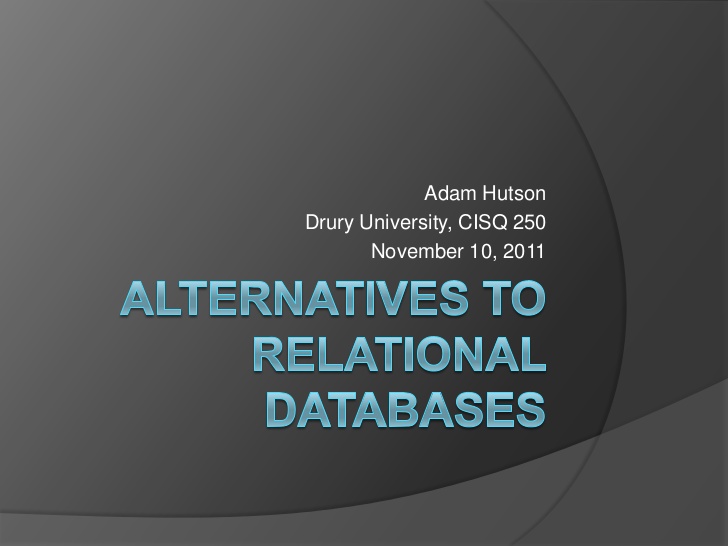 Adam Hutson
Drury University, CISQ 250
November 10, 2011
ALTERNATIVES TO
RELATIONAL
DATABASES